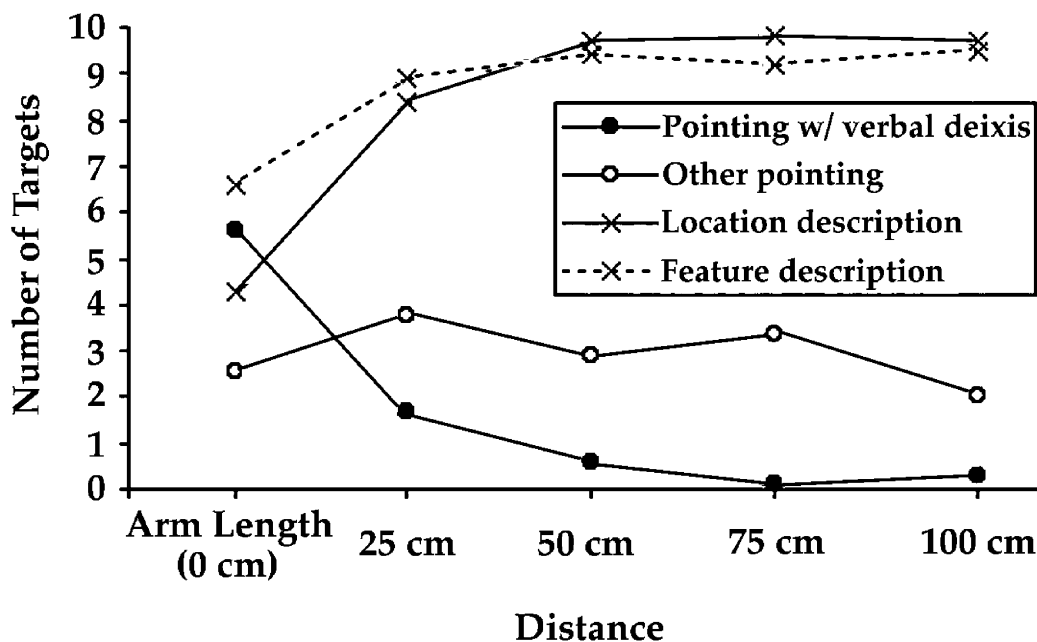 Number of Targets
10
9
8
7
6
5
4
3
2
1
0
Pointing w/ verbal deixis
Other pointing
Location description
Feature description
Arm Length
(0 cm)
25 cm
50 cm
75 cm
100 cm
Distance